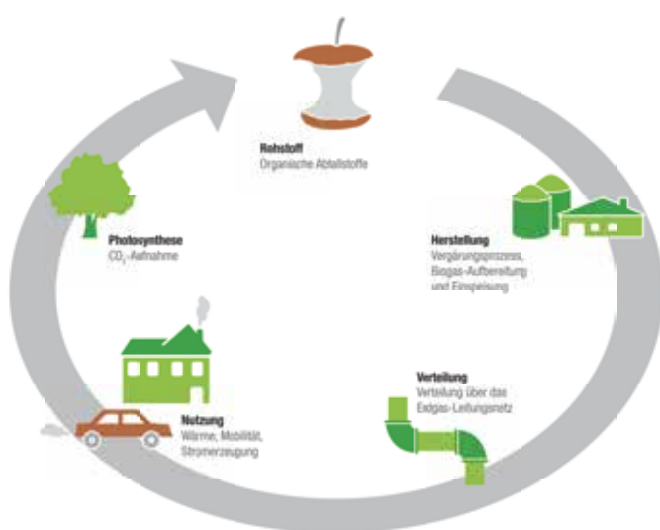 Rohstoff
Organische Abfallstoffe
Herstellung
Vergärungsprozess,
Biogas-Aufbereitung
und Einspeisung
Verteilung
Verteilung über das
Erdgas-Leitungsnetz
Nutzung
Wärme, Mobilität,
Stromerzeugung
Photosynthese
CO₂-Aufnahme